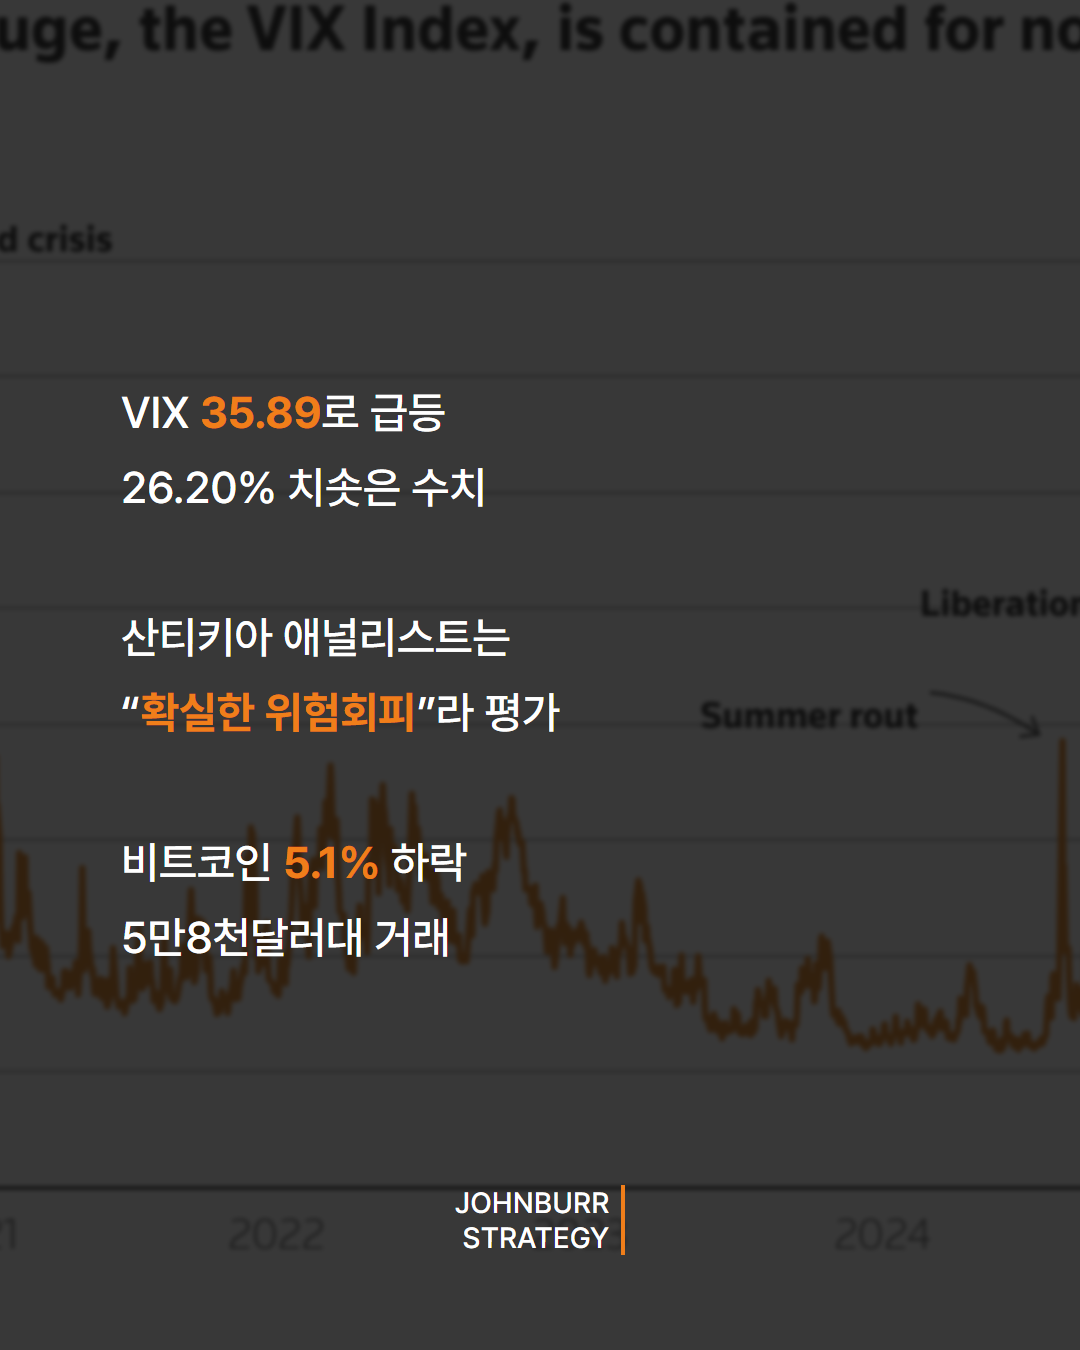 uge, the VIX Index, is contained for no
d crisis
VIX 35.89로 급등
26.20% 치솟은 수치
Liberation
산티키아 애널리스트는
“확실한 위험회피”라 평가
Summer rout
비트코인 5.1% 하락
5만8천달러대 거래
JOHNBURR
STRATEGY
2022
2024